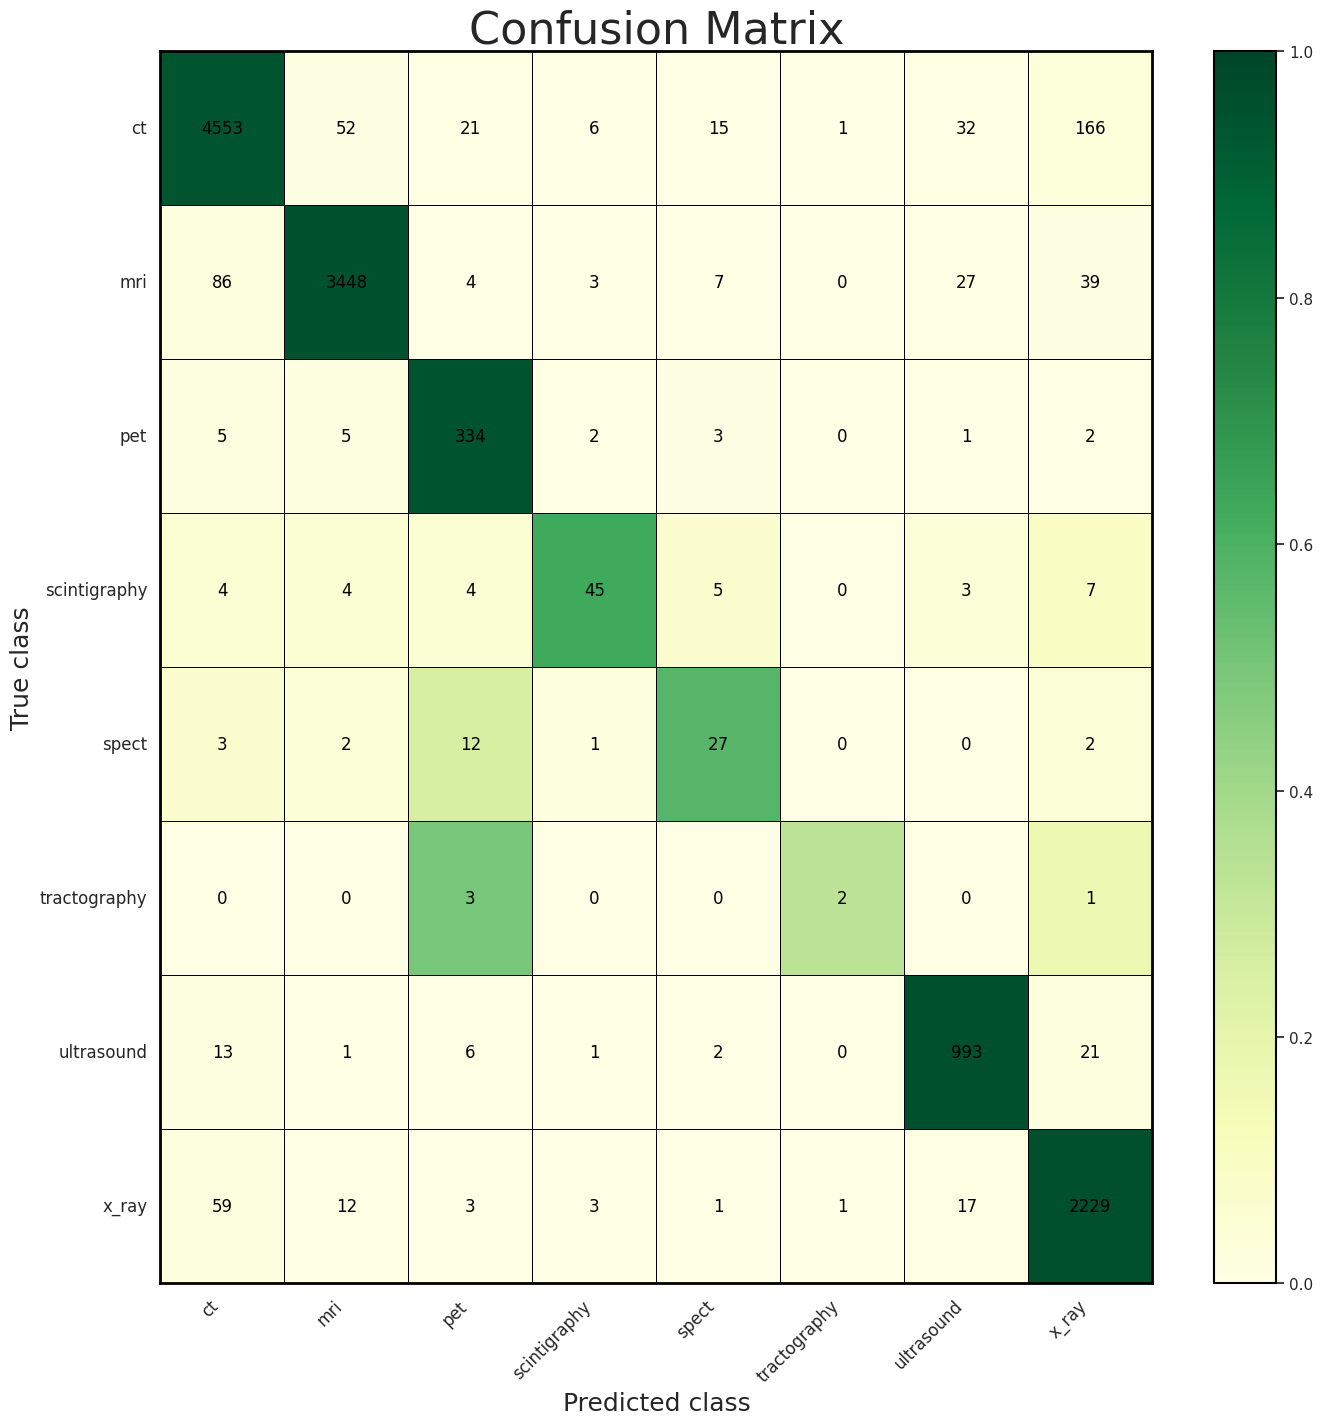 Confusion Matrix
ct 4553 52 21 6 15 1 32 166
mri 86 3448 4 3 7 0 27 39
pet 5 5 334 2 3 0 1 2
scintigraphy 4 4 4 45 5 0 3 7
spect 3 2 12 1 27 0 0 2
tractography 0 0 3 0 0 2 0 1
ultrasound 13 1 6 1 2 0 993 21
x_ray 59 12 3 3 1 1 17 2229
ct mri pet scintigraphy spect tractography ultrasound x_ray
Predicted class
True class
1.0
0.8
0.6
0.4
0.2
0.0